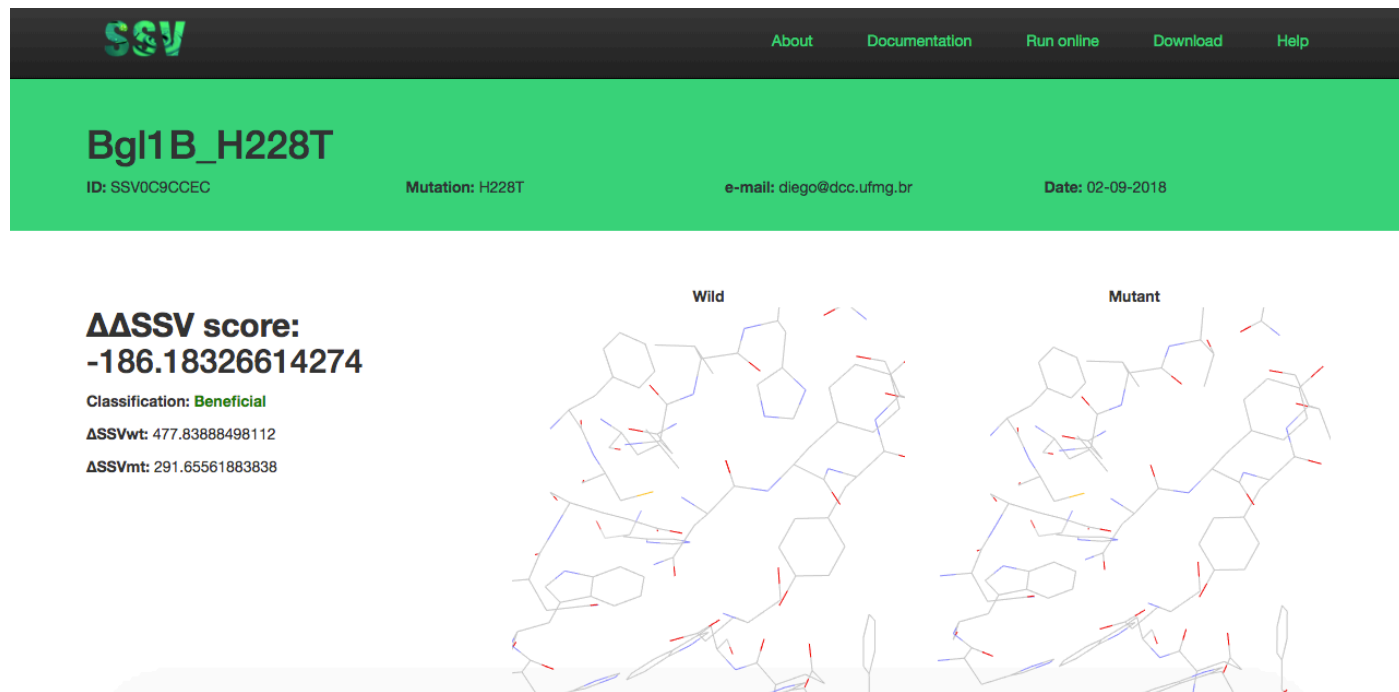 SSV
About Documentation Run online Download Help
Bgl1B_H228T
ID: SSV0C9CCEC Mutation: H228T e-mail: diego@dcc.ufmg.br Date: 02-09-2018
Wild Mutant
ΔΔSSV score:
-186.18326614274
Classification: Beneficial
ΔSSVwt: 477.83888498112
ΔSSVmt: 291.65561883838